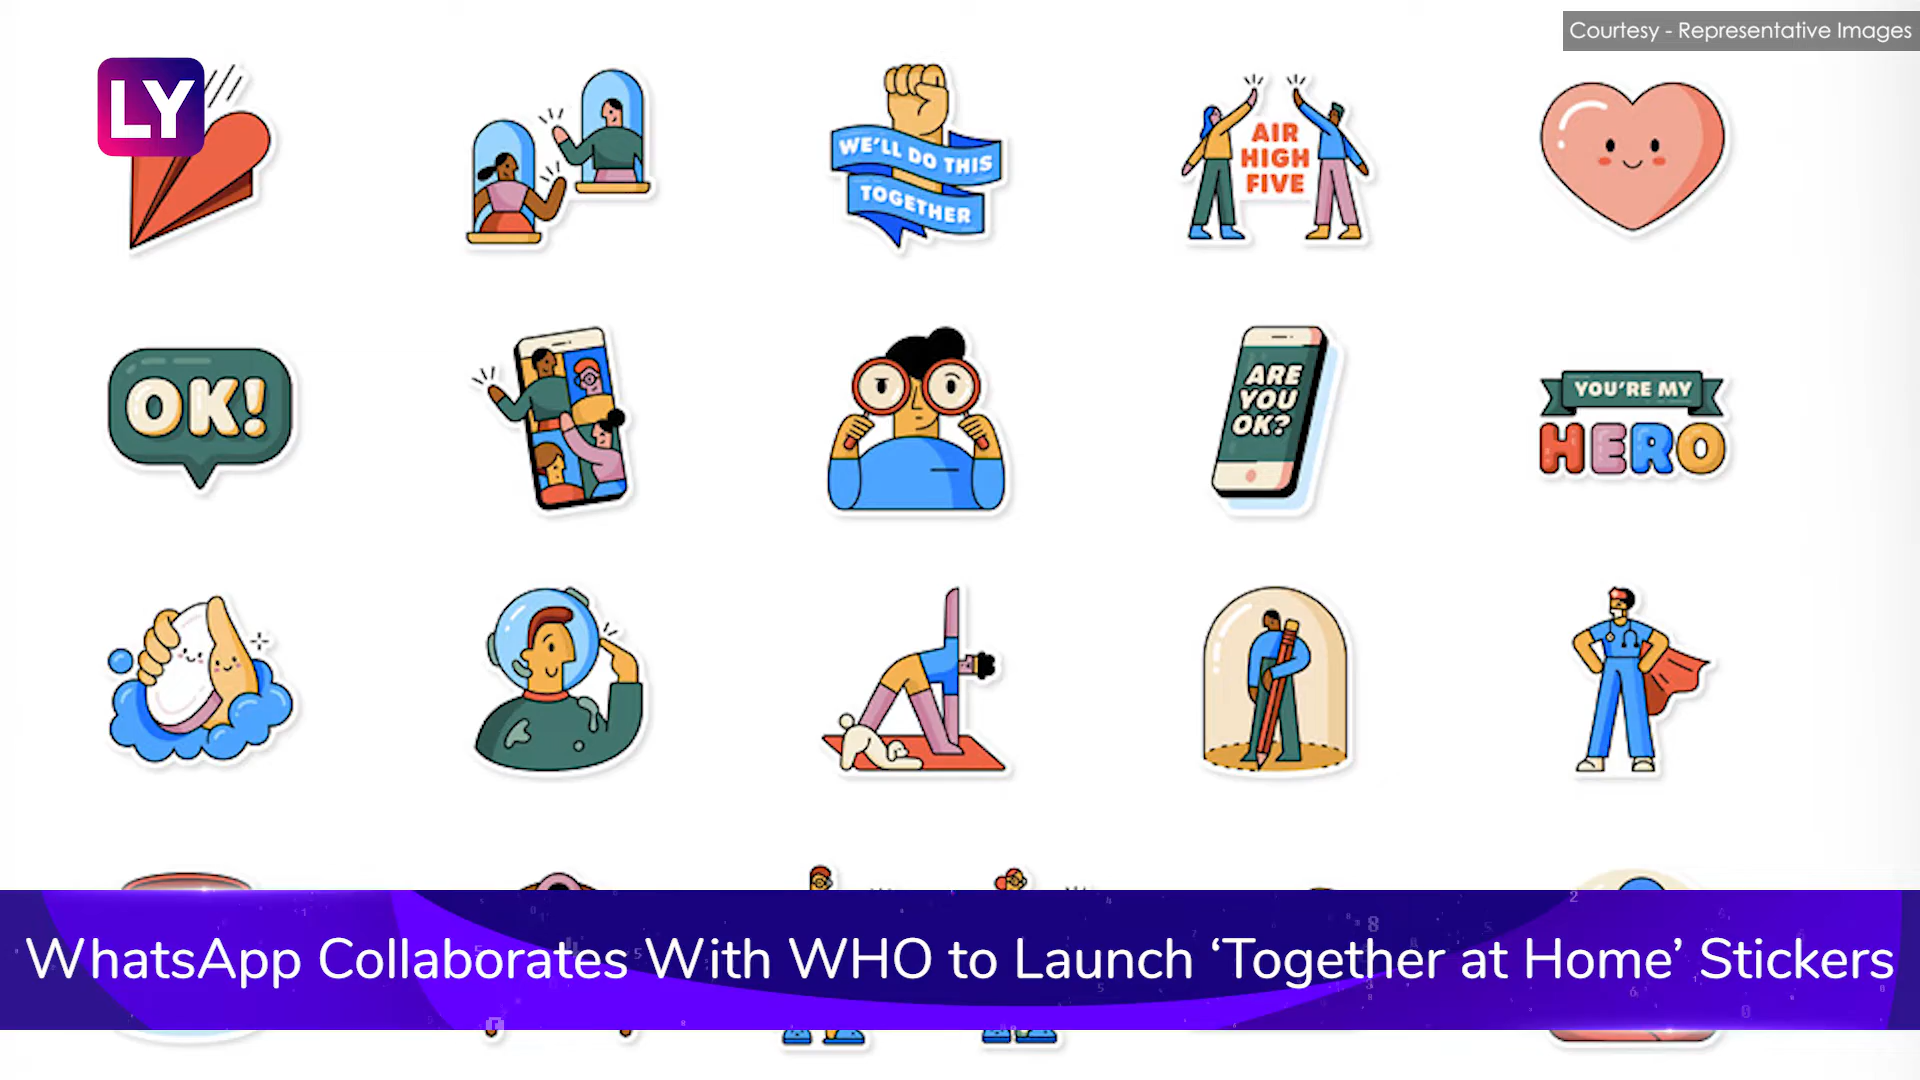 Courtesy - Representative Images
LY
WE'LL DO THIS
TOGETHER
AIR
HIGH
FIVE
OK!
ARE
YOU
OK?
YOU'RE MY
HERO
WhatsApp Collaborates With WHO to Launch ‘Together at Home’ Stickers